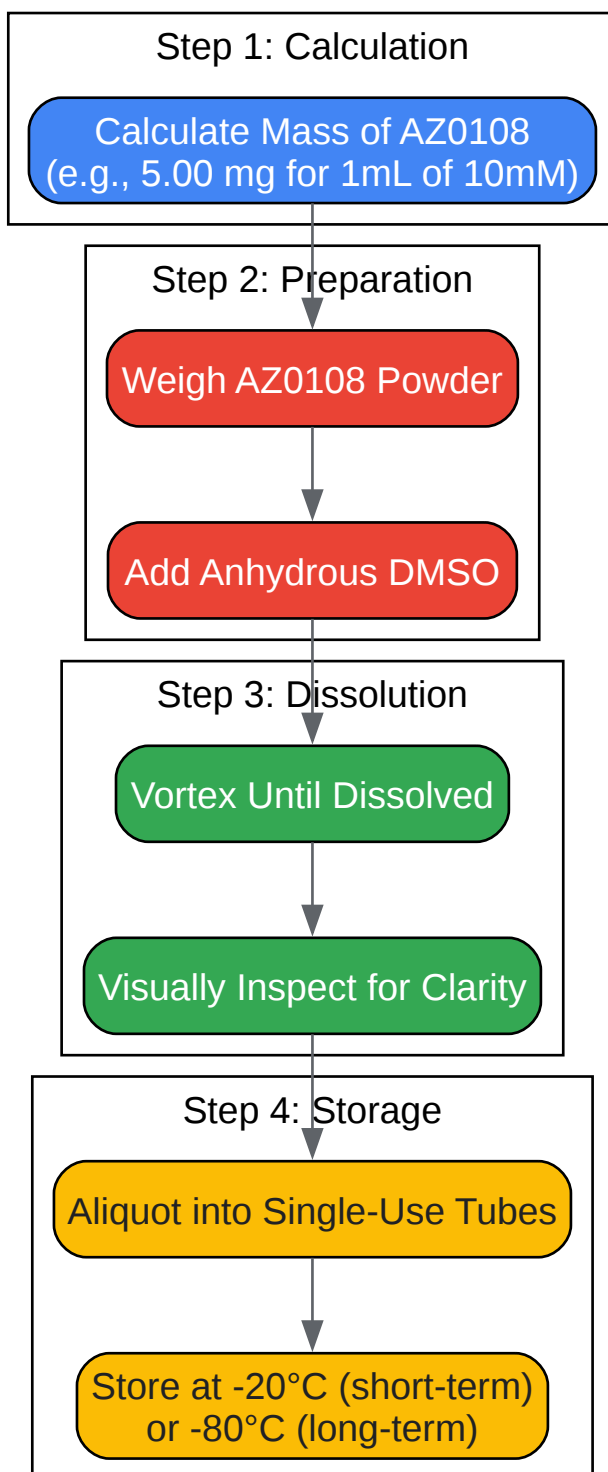 Step 1: Calculation
Calculate Mass of AZ0108
(e.g., 5.00 mg for 1mL of 10mM)
Step 2: Preparation
Weigh AZ0108 Powder
Add Anhydrous DMSO
Step 3: Dissolution
Vortex Until Dissolved
Visually Inspect for Clarity
Step 4: Storage
Aliquot into Single-Use Tubes
Store at -20°C (short-term)
or -80°C (long-term)